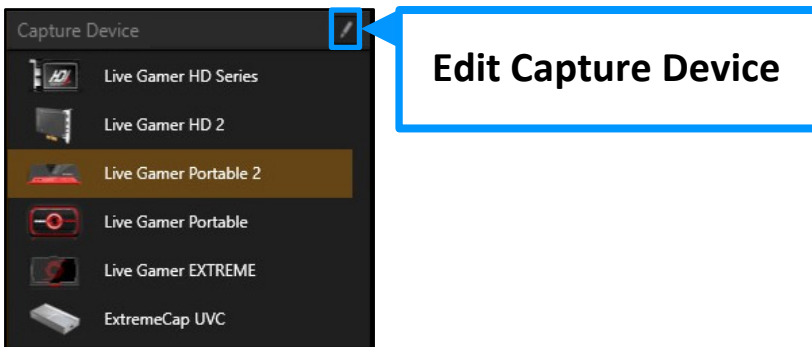 Capture Device
Edit Capture Device
HD
Live Gamer HD Series
Live Gamer HD 2
Live Gamer Portable 2
Live Gamer Portable
Live Gamer EXTREME
ExtremeCap UVC